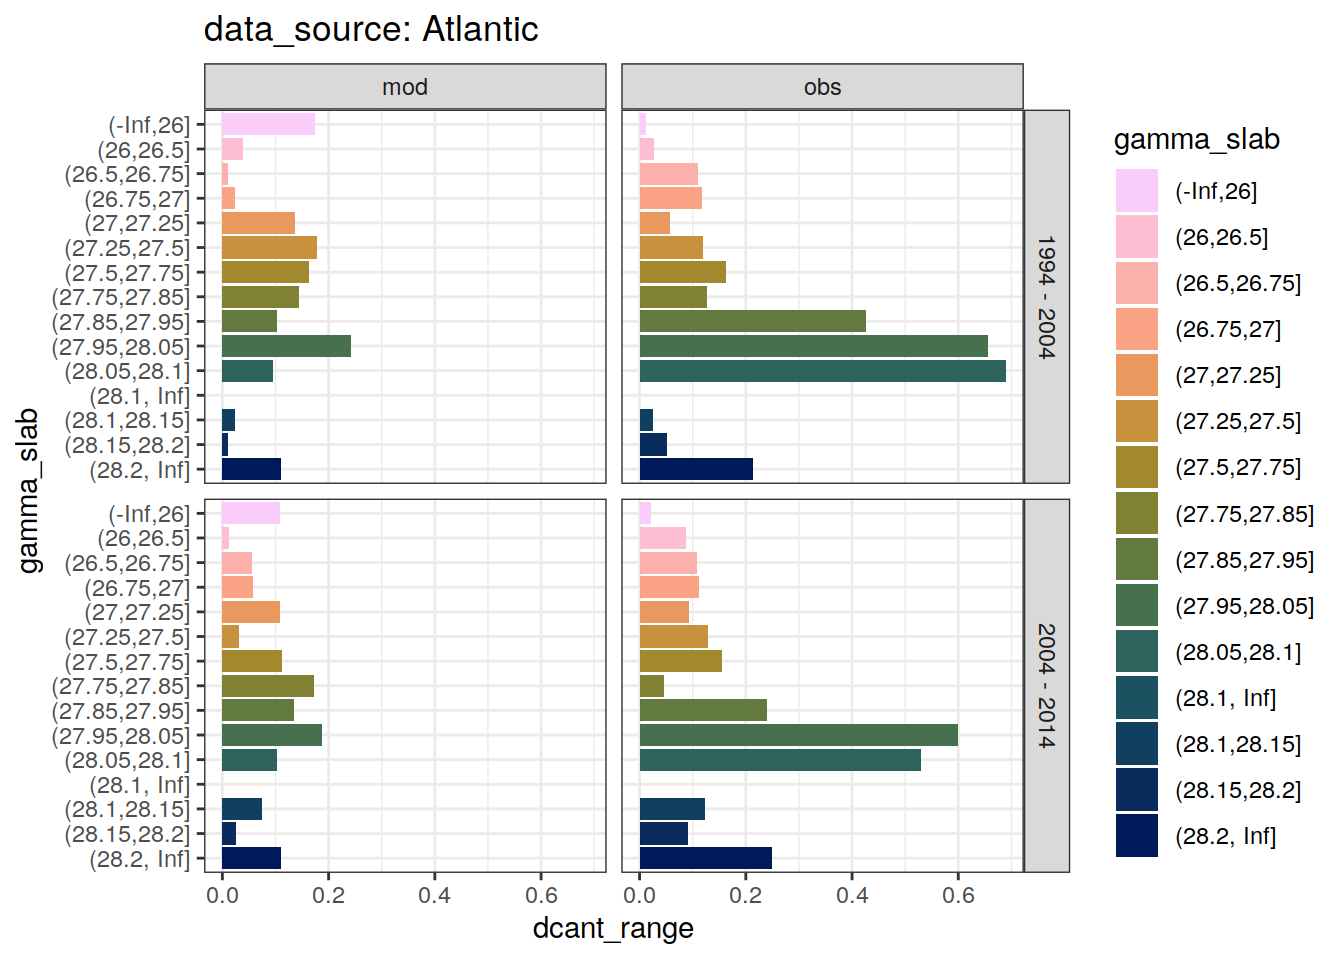 data_source: Atlantic
mod
obs
(-Inf,26]
(26,26.5]
(26.5,26.75]
(26.75,27]
(27,27.25]
(27.25,27.5]
(27.5,27.75]
(27.75,27.85]
(27.85,27.95]
(27.95,28.05]
(28.05,28.1]
(28.1, Inf]
(28.1,28.15]
(28.15,28.2]
(28.2, Inf]
1994 - 2004
(-Inf,26]
(26,26.5]
(26.5,26.75]
(26.75,27]
(27,27.25]
(27.25,27.5]
(27.5,27.75]
(27.75,27.85]
(27.85,27.95]
(27.95,28.05]
(28.05,28.1]
(28.1, Inf]
(28.1,28.15]
(28.15,28.2]
(28.2, Inf]
2004 - 2014
gamma_slab
0.0 0.2 0.4 0.6
0.0 0.2 0.4 0.6
dcant_range
gamma_slab
(-Inf,26]
(26,26.5]
(26.5,26.75]
(26.75,27]
(27,27.25]
(27.25,27.5]
(27.5,27.75]
(27.75,27.85]
(27.85,27.95]
(27.95,28.05]
(28.05,28.1]
(28.1, Inf]
(28.1,28.15]
(28.15,28.2]
(28.2, Inf]